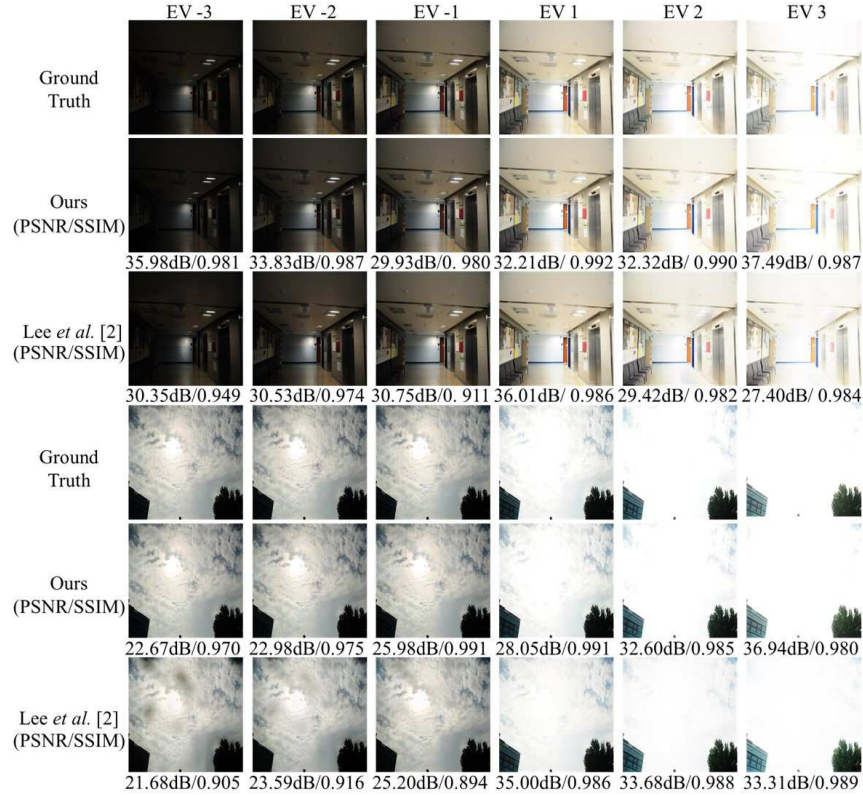 EV -3 EV -2 EV -1 EV 1 EV 2 EV 3
Ground
Truth
Ours
(PSNR/SSIM)
35.98dB/0.981 33.83dB/0.987 29.93dB/0. 980 32.21dB/ 0.992 32.32dB/ 0.990 37.49dB/ 0.987
Lee et al. [2]
(PSNR/SSIM)
30.35dB/0.949 30.53dB/0.974 30.75dB/0. 911 36.01dB/ 0.986 29.42dB/ 0.982 27.40dB/ 0.984
Ground
Truth
Ours
(PSNR/SSIM)
22.67dB/0.970 22.98dB/0.975 25.98dB/0.991 28.05dB/0.991 32.60dB/0.985 36.94dB/0.980
Lee et al. [2]
(PSNR/SSIM)
21.68dB/0.905 23.59dB/0.916 25.20dB/0.894 35.00dB/0.986 33.68dB/0.988 33.31dB/0.989